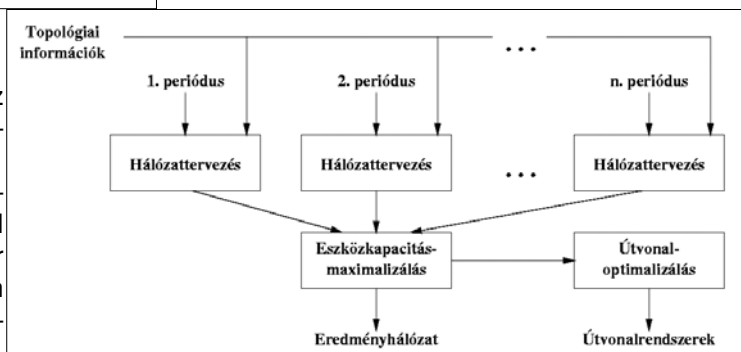 Topológiai
információk
...
1. periódus 2. periódus n. periódus
Hálózattervezés Hálózattervezés ... Hálózattervezés
Eszközkapacitás-
maximalizálás
Útvonal-
optimalizálás
Eredményhálózat Útvonalrendszerek